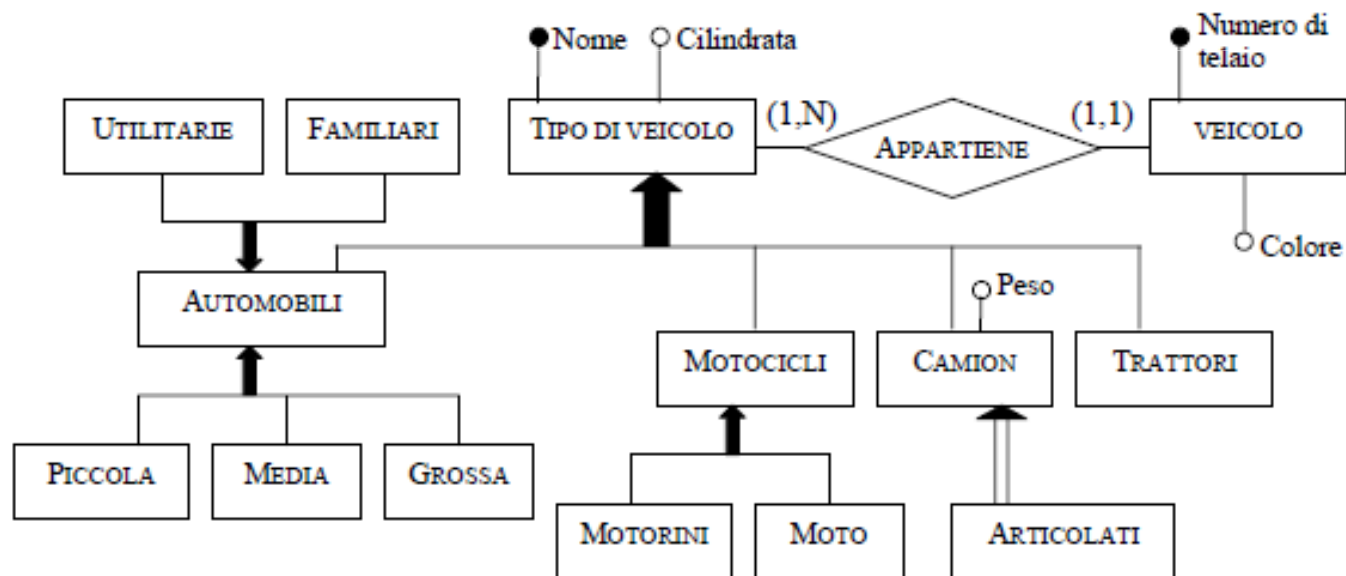 Nome
Cilindrata
Numero di
telaio
UTILITARIE
FAMILIARI
TIPO DI VEICOLO
(1,N)
APPARTIENE
(1,1)
VEICOLO
Colore
AUTOMOBILI
Peso
MOTOCICLI
CAMION
TRATTORI
PICCOLA
MEDIA
GROSSA
MOTORINI
MOTO
ARTICOLATI